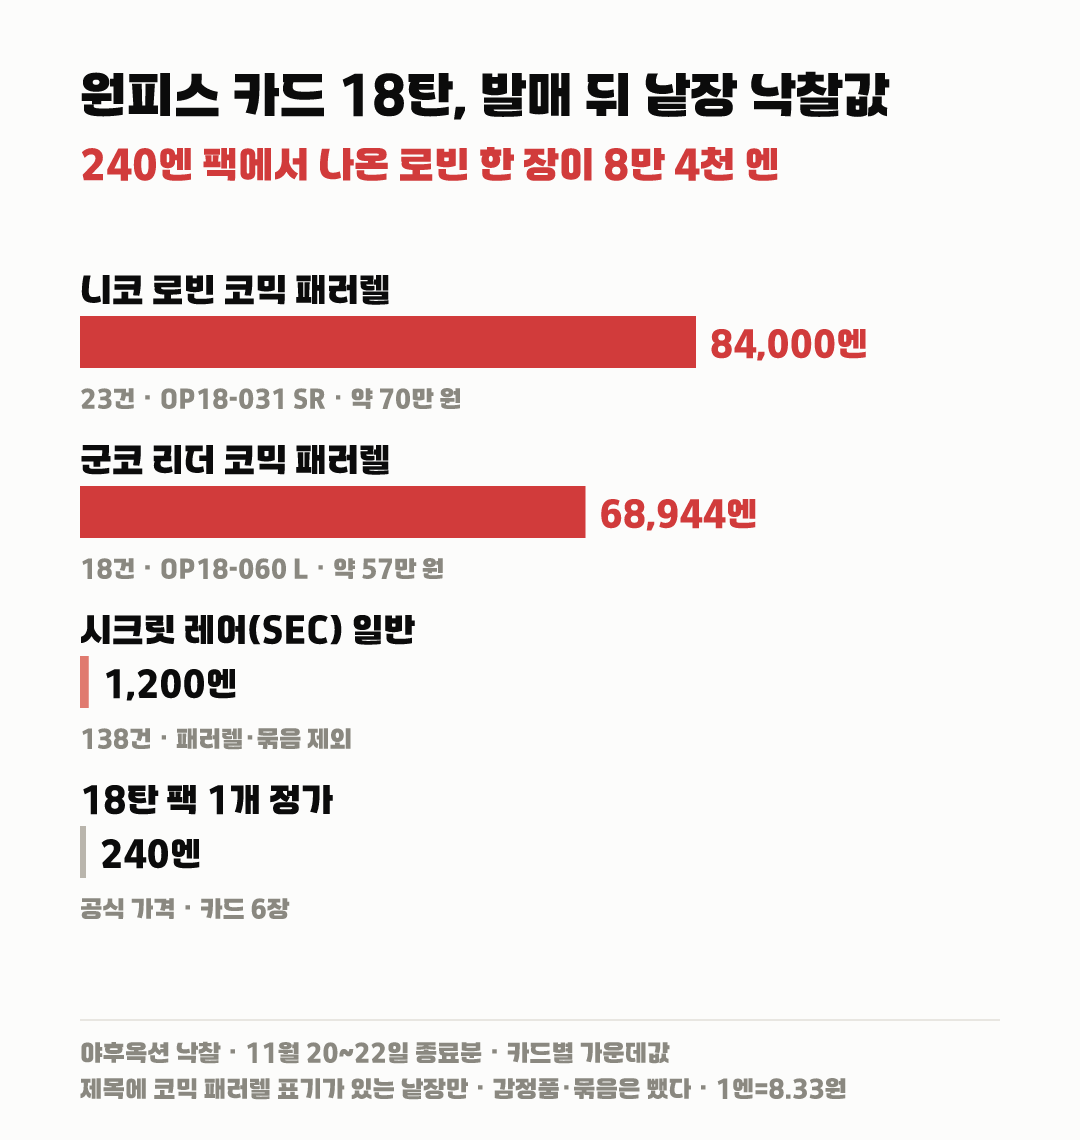 원피스 카드 18탄, 발매 뒤 낱장 낙찰값
240엔 팩에서 나온 로빈 한 장이 8만 4천 엔
니코 로빈 코믹 패러렐
84,000엔
23건 · OP18-031 SR · 약 70만 원
군코 리더 코믹 패러렐
68,944엔
18건 · OP18-060 L · 약 57만 원
시크릿 레어(SEC) 일반
1,200엔
138건 · 패러렐·묶음 제외
18탄 팩 1개 정가
240엔
공식 가격 · 카드 6장
야후옥션 낙찰 · 11월 20~22일 종료분 · 카드별 가운데값
제목에 코믹 패러렐 표기가 있는 낱장만 · 감정품·묶음은 뺐다 · 1엔=8.33원